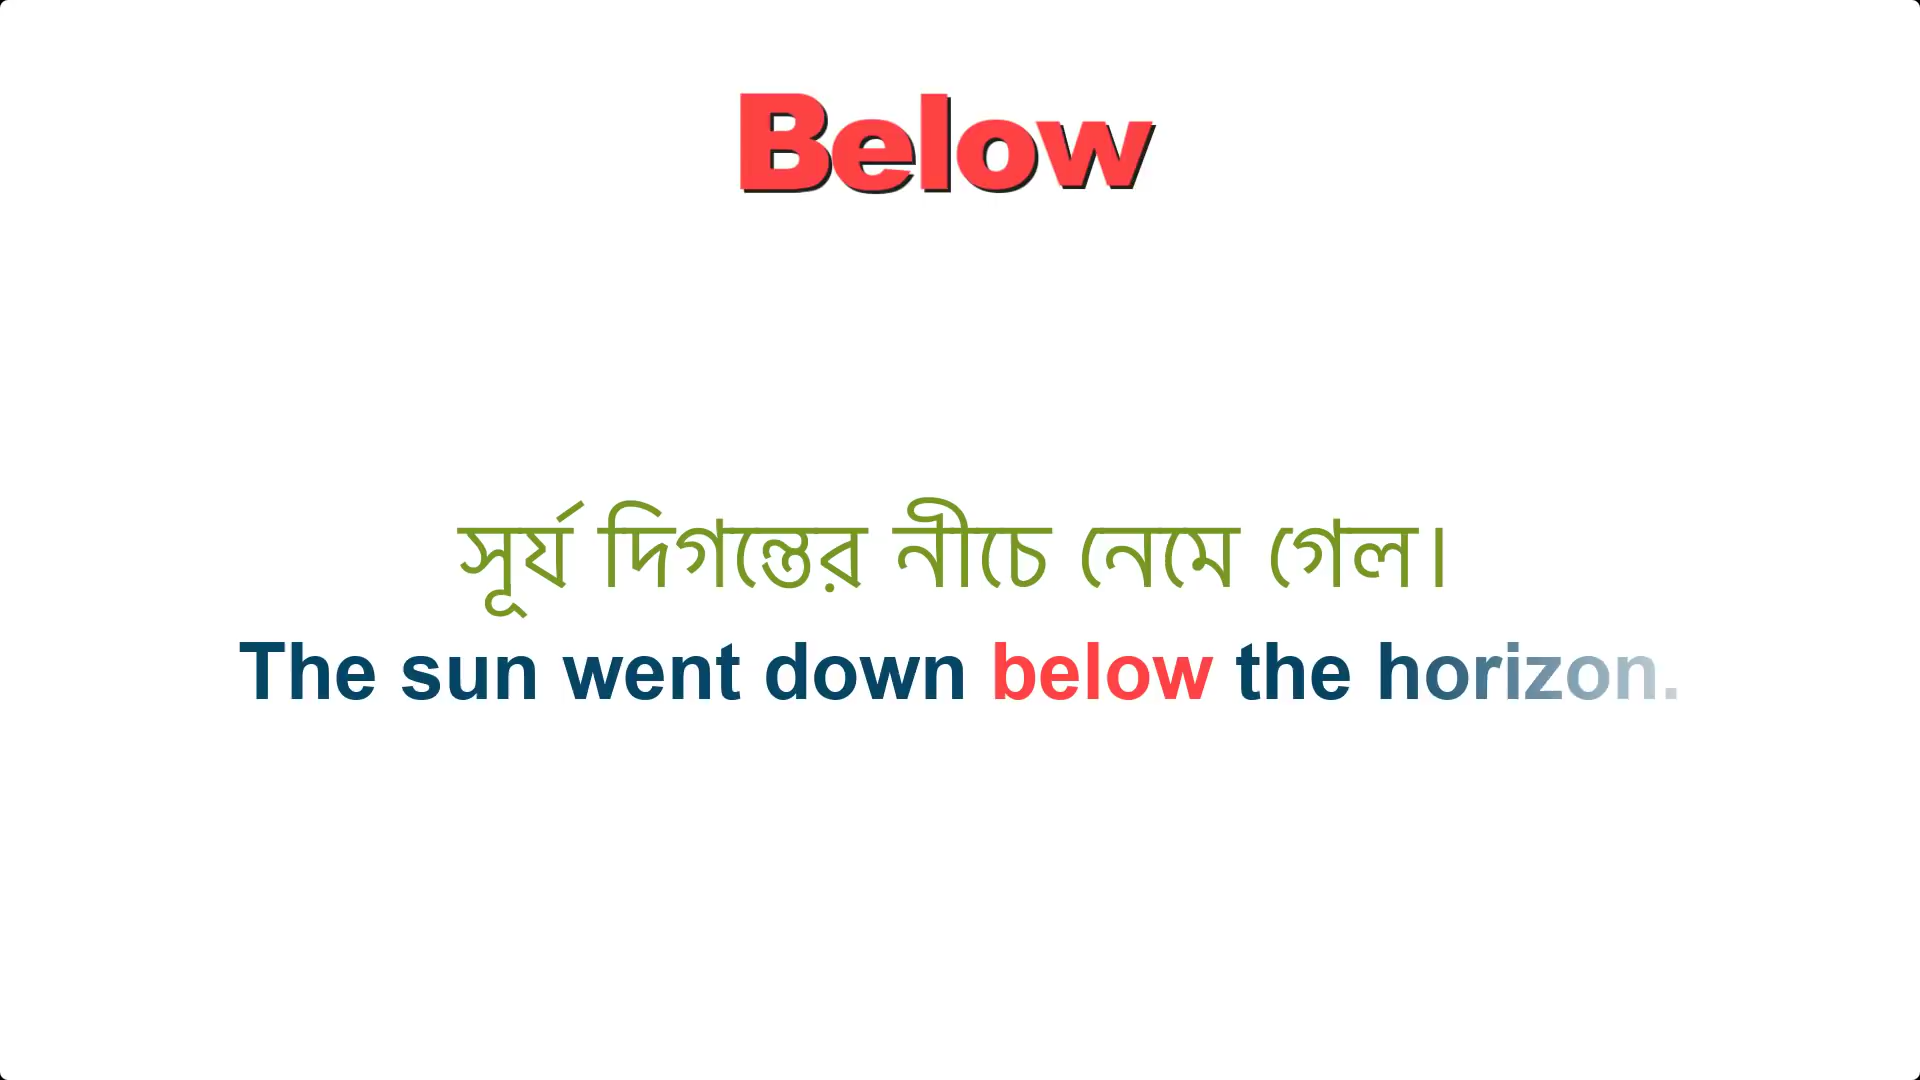 Below
সূর্য দিগন্তের নীচে নেমে গেল।
The sun went down below the horizon.